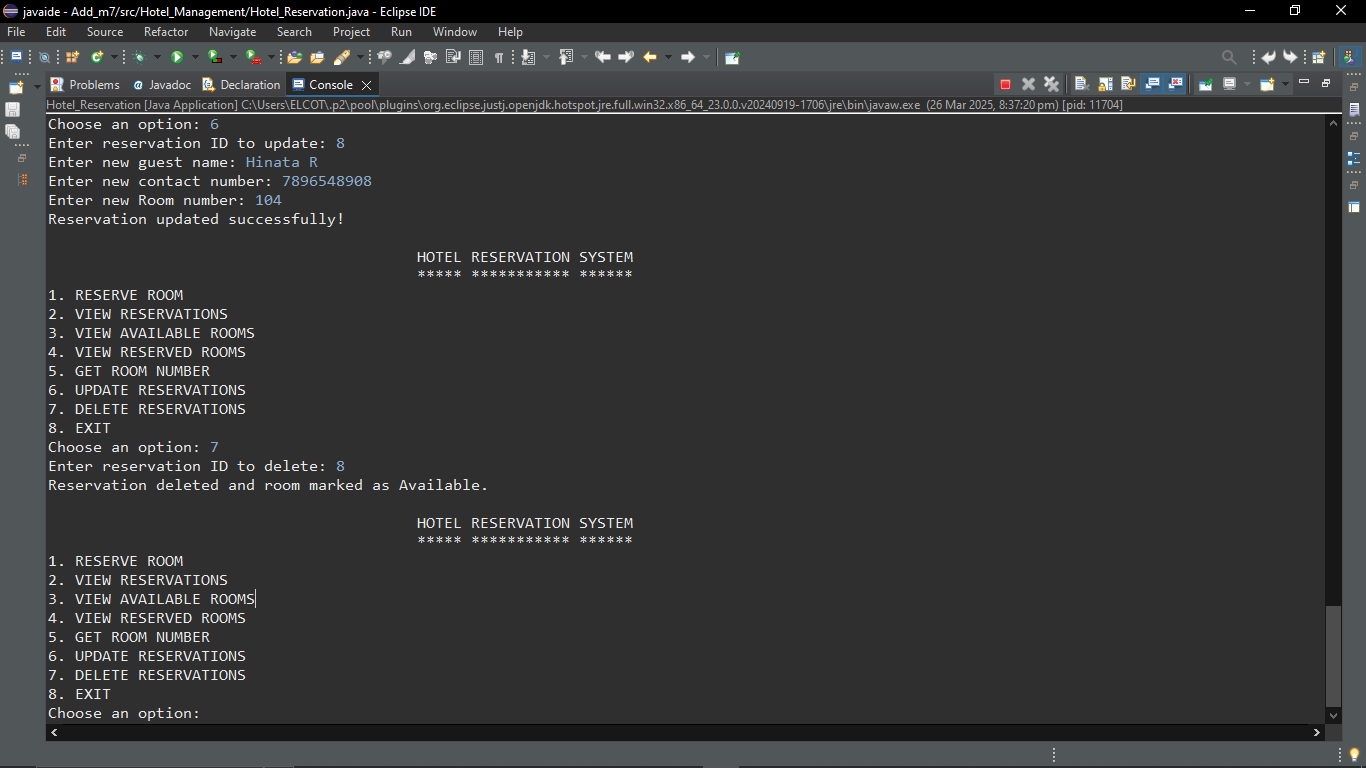 javaide - Add_m7/src/Hotel_Management/Hotel_Reservation.java - Eclipse IDE
File Edit Source Refactor Navigate Search Project Run Window Help
Problems @ Javadoc Declaration Console
Hotel_Reservation [Java Application] C:\Users\ELCOT\.p2\pool\plugins\org.eclipse.justj.openjdk.hotspot.jre.full.win32.x86_64_23.0.0.v20240919-1706\jre\bin\javaw.exe (26 Mar 2025, 8:37:20 pm) [pid: 11704]
Choose an option: 6
Enter reservation ID to update: 8
Enter new guest name: Hinata R
Enter new contact number: 7896548908
Enter new Room number: 104
Reservation updated successfully!
HOTEL RESERVATION SYSTEM
***** *********** ******
1. RESERVE ROOM
2. VIEW RESERVATIONS
3. VIEW AVAILABLE ROOMS
4. VIEW RESERVED ROOMS
5. GET ROOM NUMBER
6. UPDATE RESERVATIONS
7. DELETE RESERVATIONS
8. EXIT
Choose an option: 7
Enter reservation ID to delete: 8
Reservation deleted and room marked as Available.
HOTEL RESERVATION SYSTEM
***** *********** ******
1. RESERVE ROOM
2. VIEW RESERVATIONS
3. VIEW AVAILABLE ROOMS
4. VIEW RESERVED ROOMS
5. GET ROOM NUMBER
6. UPDATE RESERVATIONS
7. DELETE RESERVATIONS
8. EXIT
Choose an option: